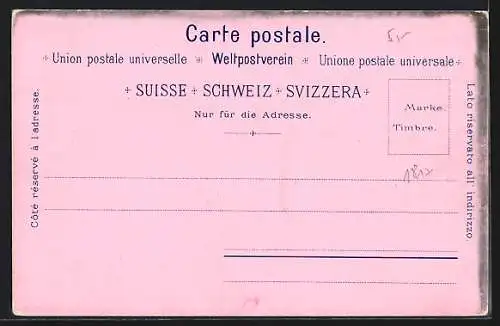 Carte postale.
Union postale universelle * Weltpostverein * Unione postale universale
+ SUISSE + SCHWEIZ + SVIZZERA +
Nur für die Adresse.
Marke.
Timbre.
Côté réservé à l'adresse.
Lato riservato all' indirizzo.